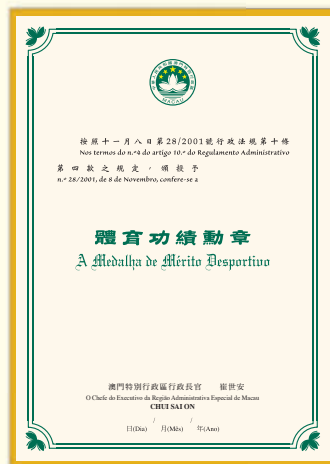 MACAU
按照十一月八日第28/2001號行政法規第十條
Nos termos do n.º4 do artigo 10.º do Regulamento Administrativo
第四款之規定，頒授予
n.º 28/2001, de 8 de Novembro, confere-se a
體育功績勳章
A Medalha de Mérito Desportivo
澳門特別行政區行政長官 崔世安
O Chefe do Executivo da Região Administrativa Especial de Macau
CHUI SAI ON
/ /
日(Dia) 月(Mês) 年(Ano)